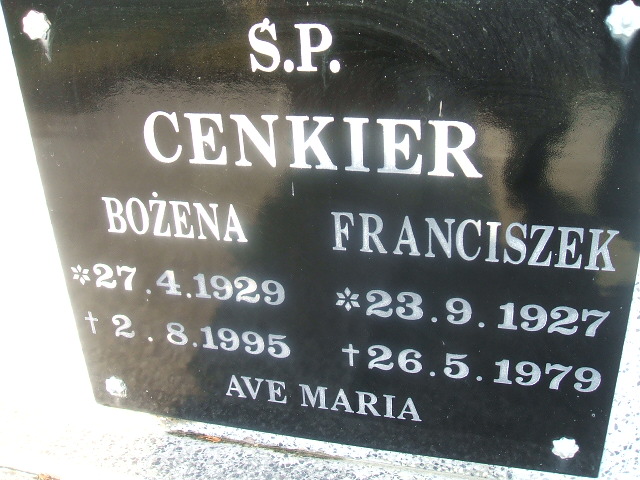 Ś.P.
CENKIER
BOŻENA FRANCISZEK
*27.4.1929 *23.9.1927
†2.8.1995 †26.5.1979
AVE MARIA